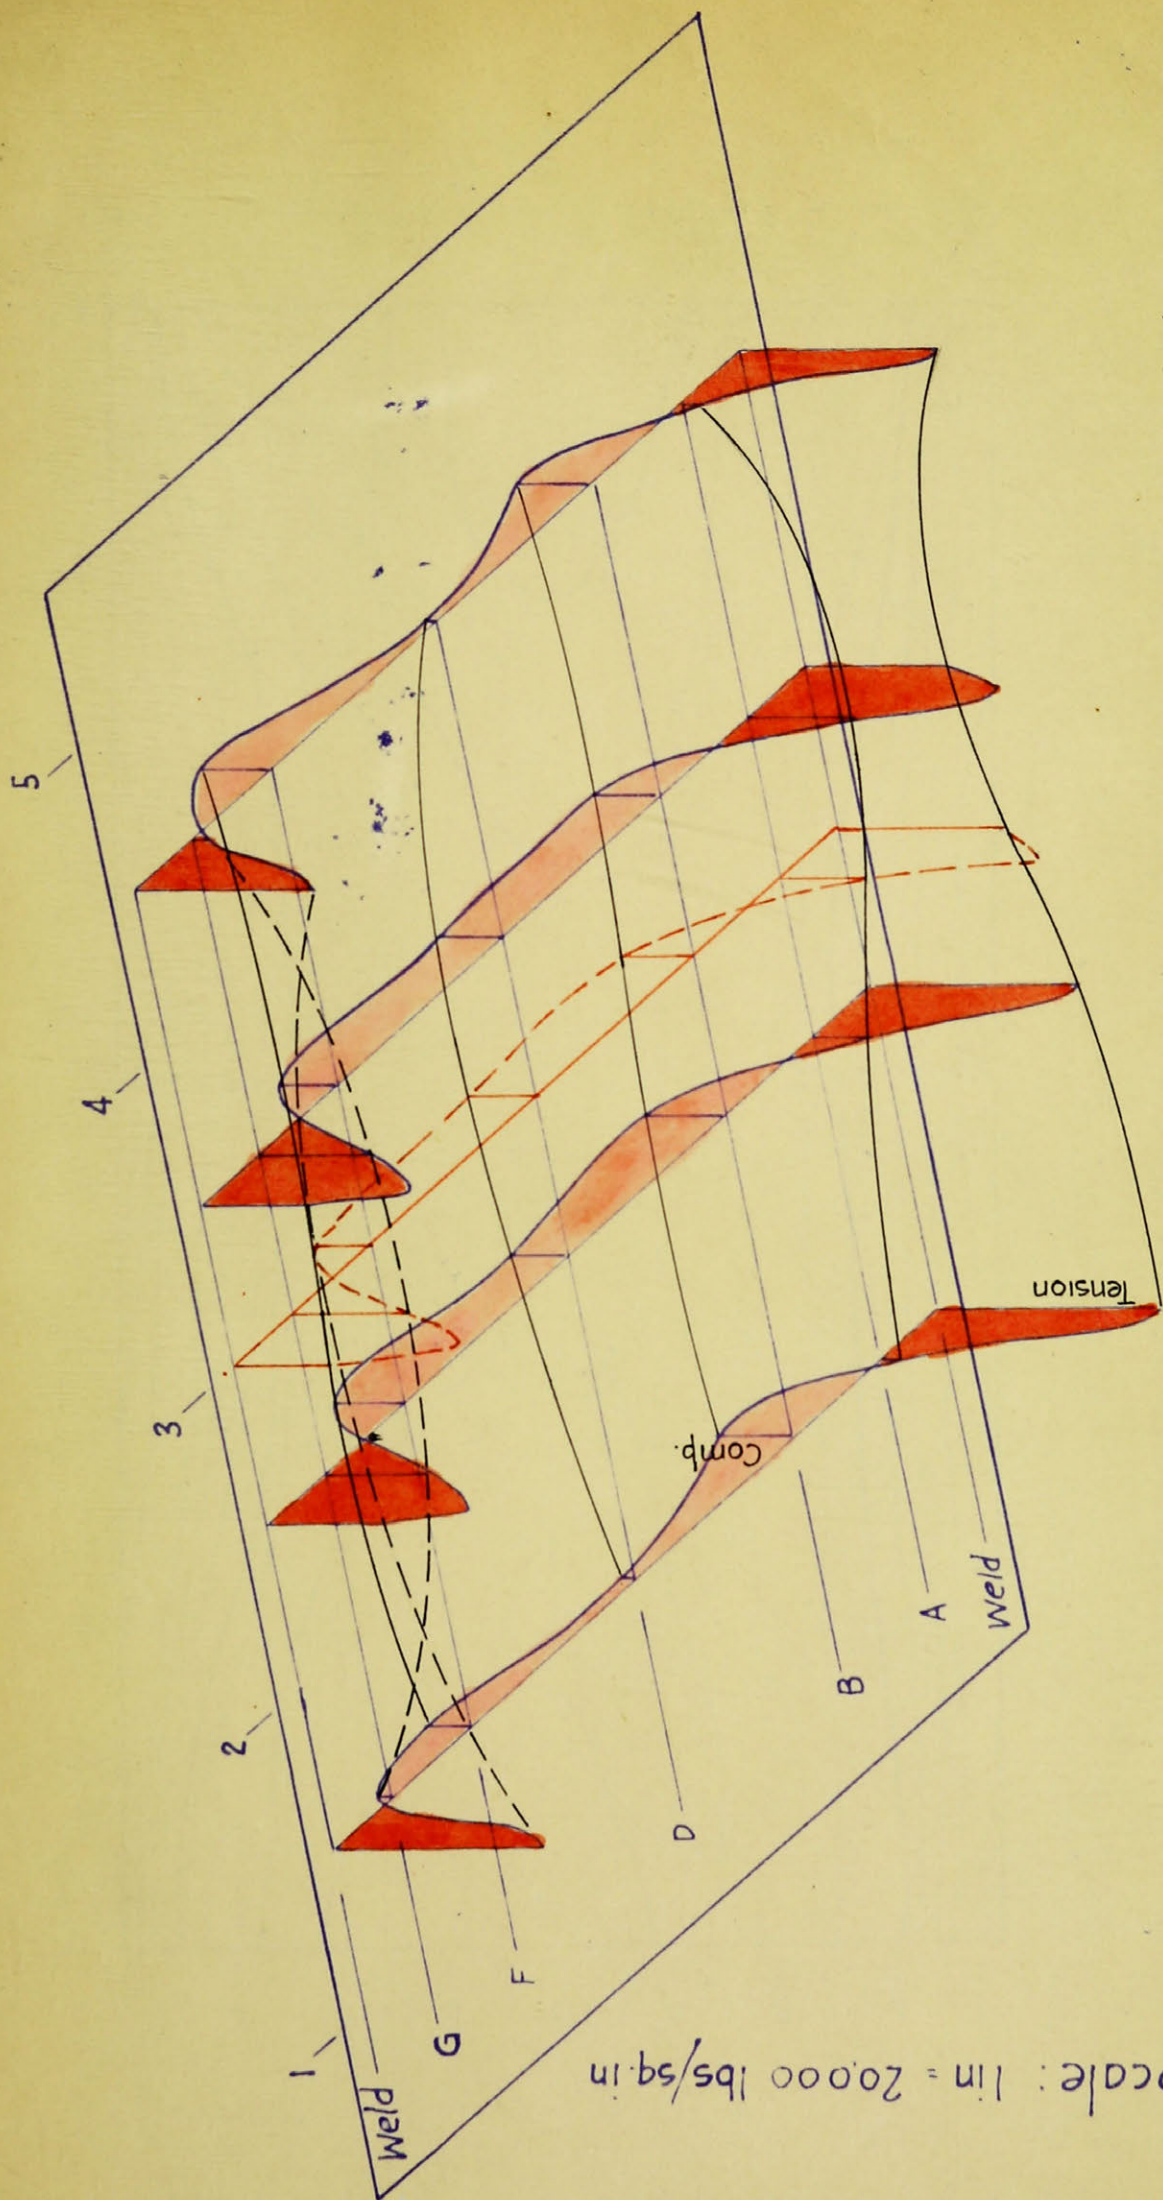 5
4
3
2
1
Weld
G
F
D
B
A
Weld
Comp.
Tension
scale: 1in = 20,000 lbs/sq.in